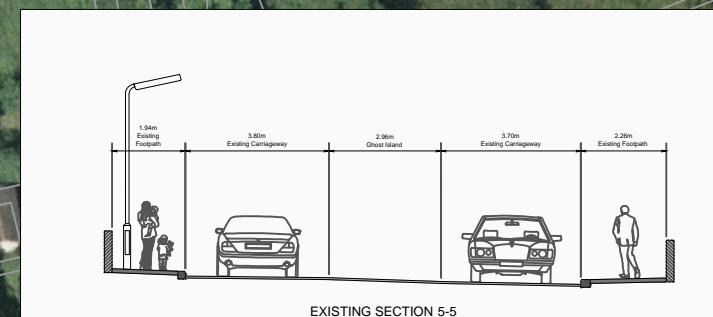 1.94m
Existing
Footpath
3.80m
Existing Carriageway
2.96m
Ghost Island
3.70m
Existing Carriageway
2.26m
Existing Footpath
EXISTING SECTION 5-5